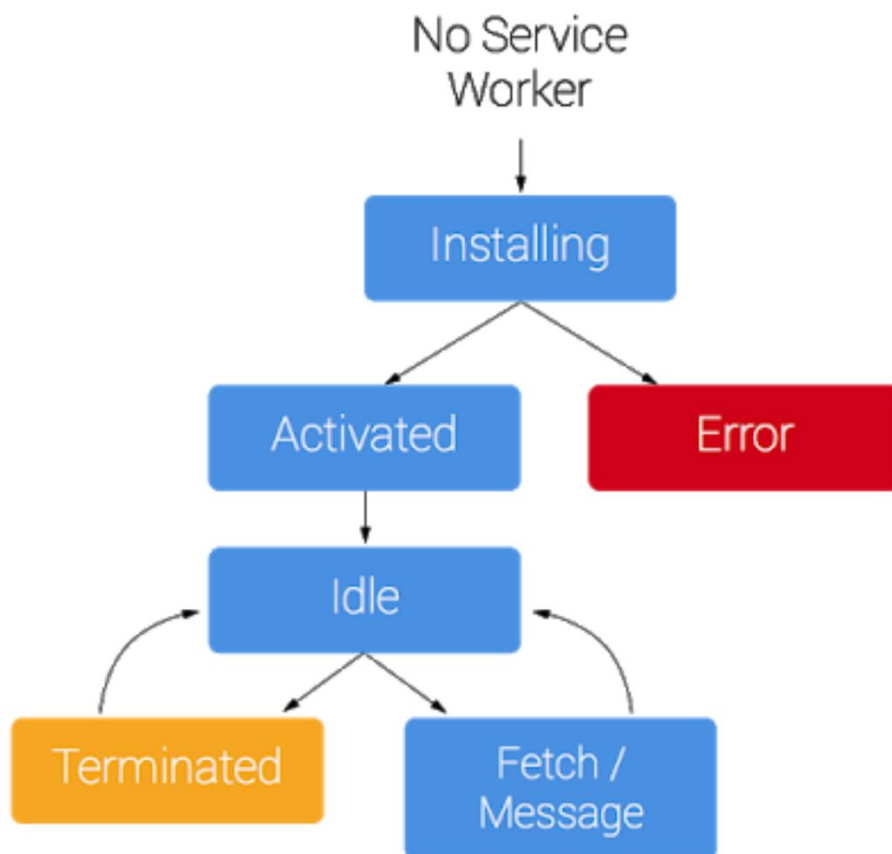 No Service
Worker
Installing
Activated
Error
Idle
Terminated
Fetch /
Message